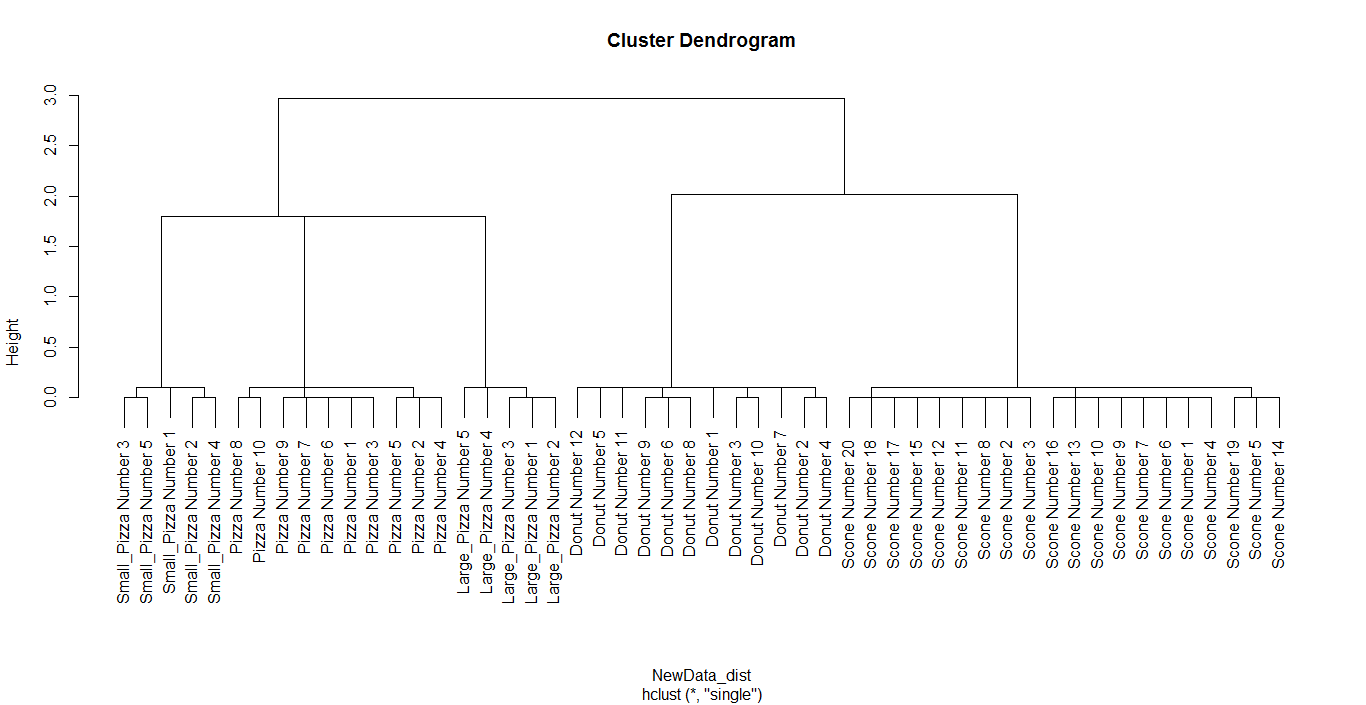 Cluster Dendrogram
3.0
2.5
2.0
1.5
1.0
0.5
0.0
Height
Small_Pizza Number 3
Small_Pizza Number 5
Small_Pizza Number 1
Small_Pizza Number 2
Small_Pizza Number 4
Pizza Number 8
Pizza Number 10
Pizza Number 9
Pizza Number 7
Pizza Number 6
Pizza Number 1
Pizza Number 3
Pizza Number 5
Pizza Number 2
Pizza Number 4
Large_Pizza Number 5
Large_Pizza Number 4
Large_Pizza Number 3
Large_Pizza Number 1
Large_Pizza Number 2
Donut Number 12
Donut Number 5
Donut Number 11
Donut Number 9
Donut Number 6
Donut Number 8
Donut Number 1
Donut Number 3
Donut Number 10
Donut Number 7
Donut Number 2
Donut Number 4
Scone Number 20
Scone Number 18
Scone Number 17
Scone Number 15
Scone Number 12
Scone Number 11
Scone Number 8
Scone Number 2
Scone Number 3
Scone Number 16
Scone Number 13
Scone Number 10
Scone Number 9
Scone Number 7
Scone Number 6
Scone Number 1
Scone Number 4
Scone Number 19
Scone Number 5
Scone Number 14
NewData_dist
hclust (*, "single")